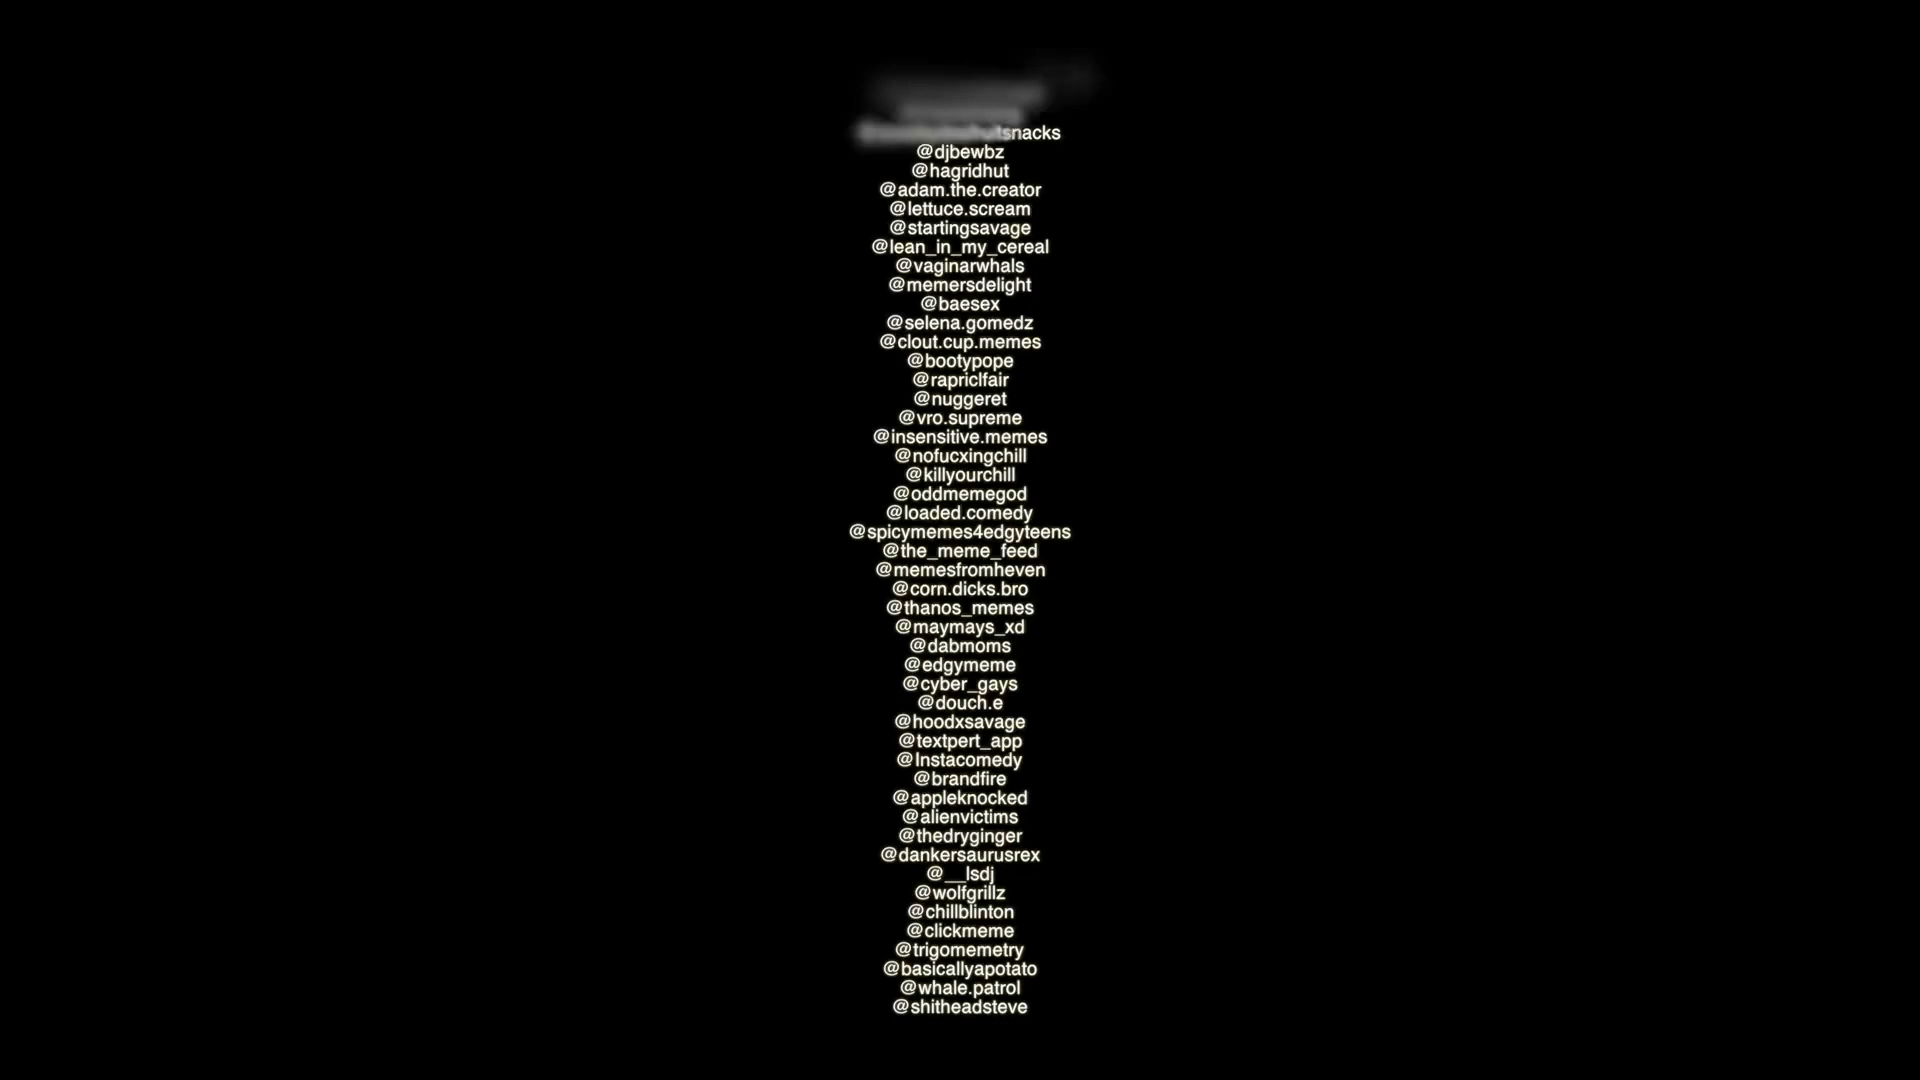 snacks
@djbewbz
@hagridhut
@adam.the.creator
@lettuce.scream
@startingsavage
@lean_in_my_cereal
@vaginarwhals
@memersdelight
@baesex
@selena.gomedz
@clout.cup.memes
@bootypope
@rapriclfair
@nuggeret
@vro.supreme
@insensitive.memes
@nofucxingchill
@killyourchill
@oddmemegod
@loaded.comedy
@spicymemes4edgyteens
@the_meme_feed
@memesfromheven
@corn.dicks.bro
@thanos_memes
@maymays_xd
@dabmoms
@edgymeme
@cyber_gays
@douch.e
@hoodxsavage
@textpert_app
@Instacomedy
@brandfire
@appleknocked
@alienvictims
@thedryginger
@dankersaurusrex
@__lsdj
@wolfgrillz
@chillblinton
@clickmeme
@trigomemetry
@basicallyapotato
@whale.patrol
@shitheadsteve